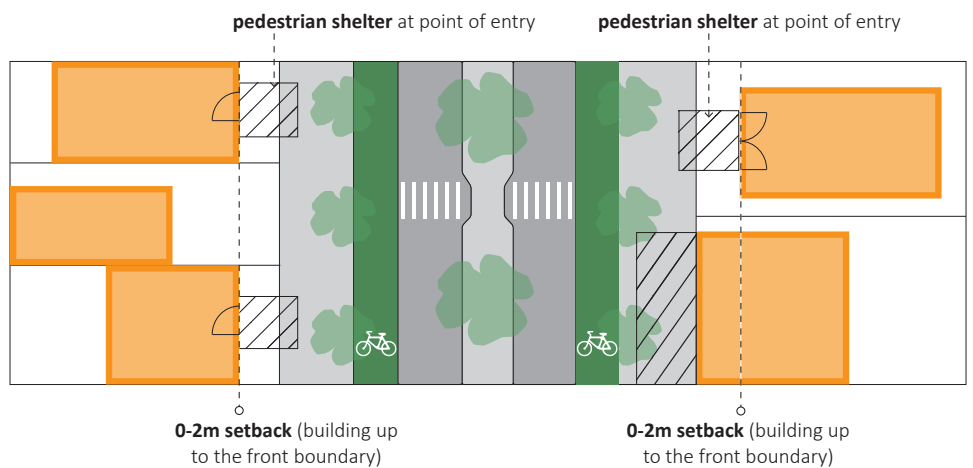 pedestrian shelter at point of entry
pedestrian shelter at point of entry
0-2m setback (building up
to the front boundary)
0-2m setback (building up
to the front boundary)